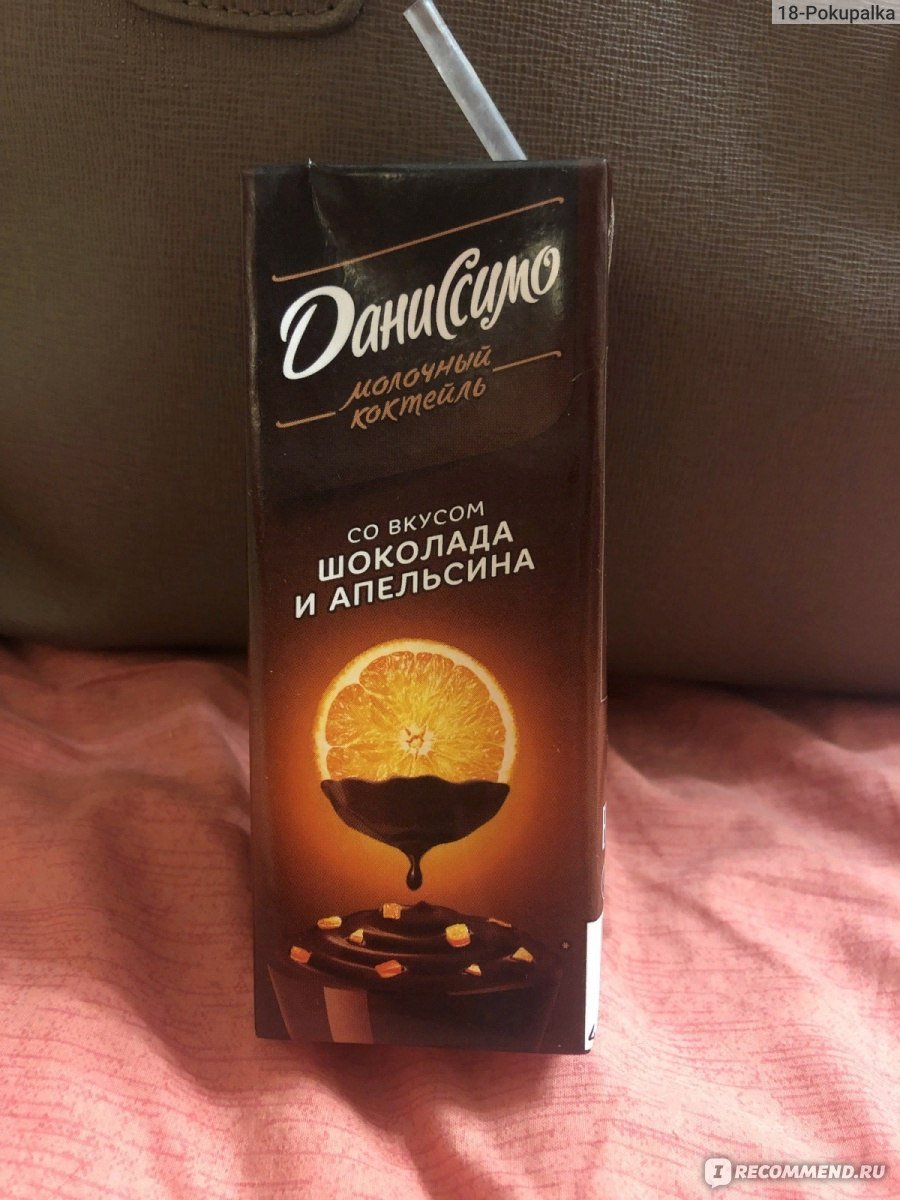 18-Pokupalka
Даниссимо
молочный
коктейль
СО ВКУСОМ
ШОКОЛАДА
И АПЕЛЬСИНА
*
I RECOMMEND.RU